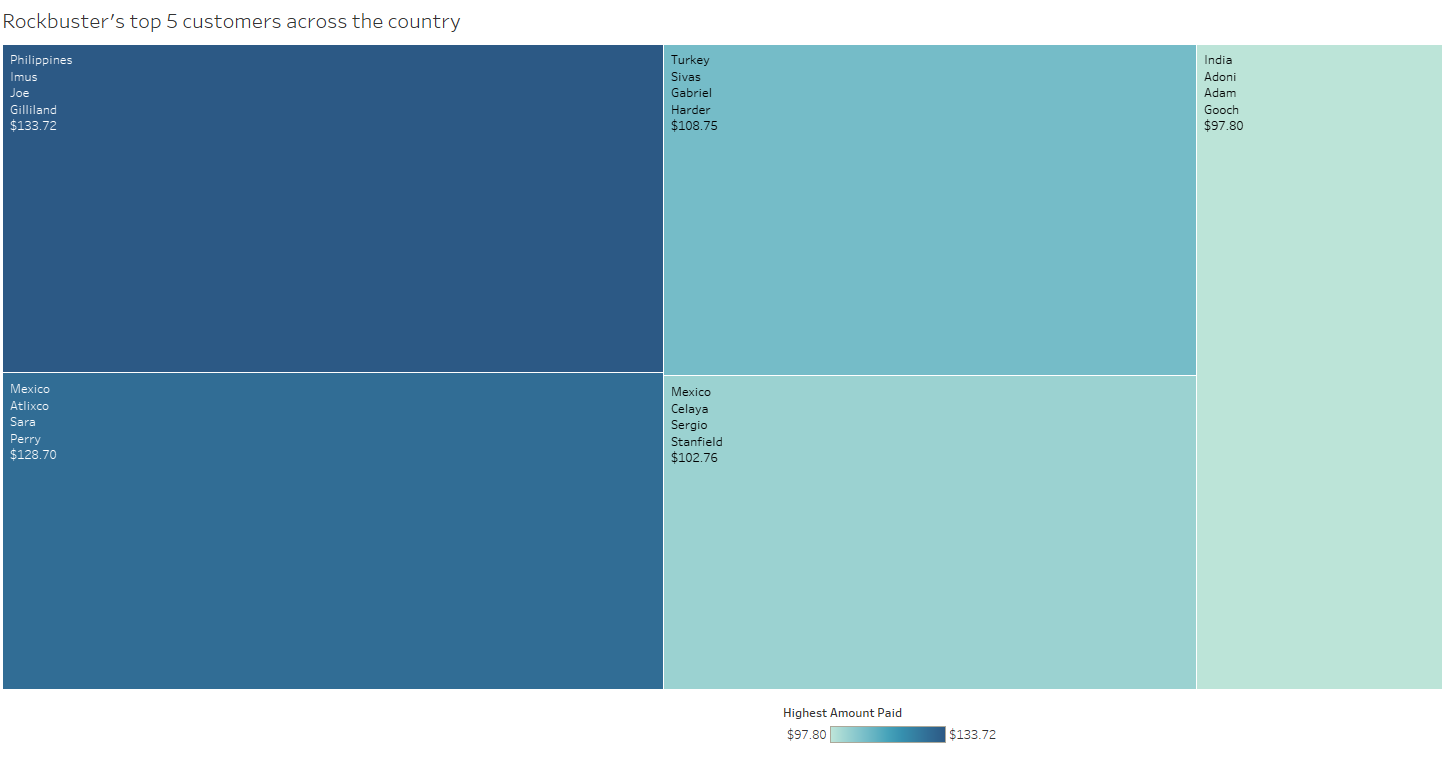 Rockbuster's top 5 customers across the country
Philippines
Imus
Joe
Gilliland
$133.72
Mexico
Atlixco
Sara
Perry
$128.70
Turkey
Sivas
Gabriel
Harder
$108.75
Mexico
Celaya
Sergio
Stanfield
$102.76
India
Adoni
Adam
Gooch
$97.80
Highest Amount Paid
$97.80 $133.72